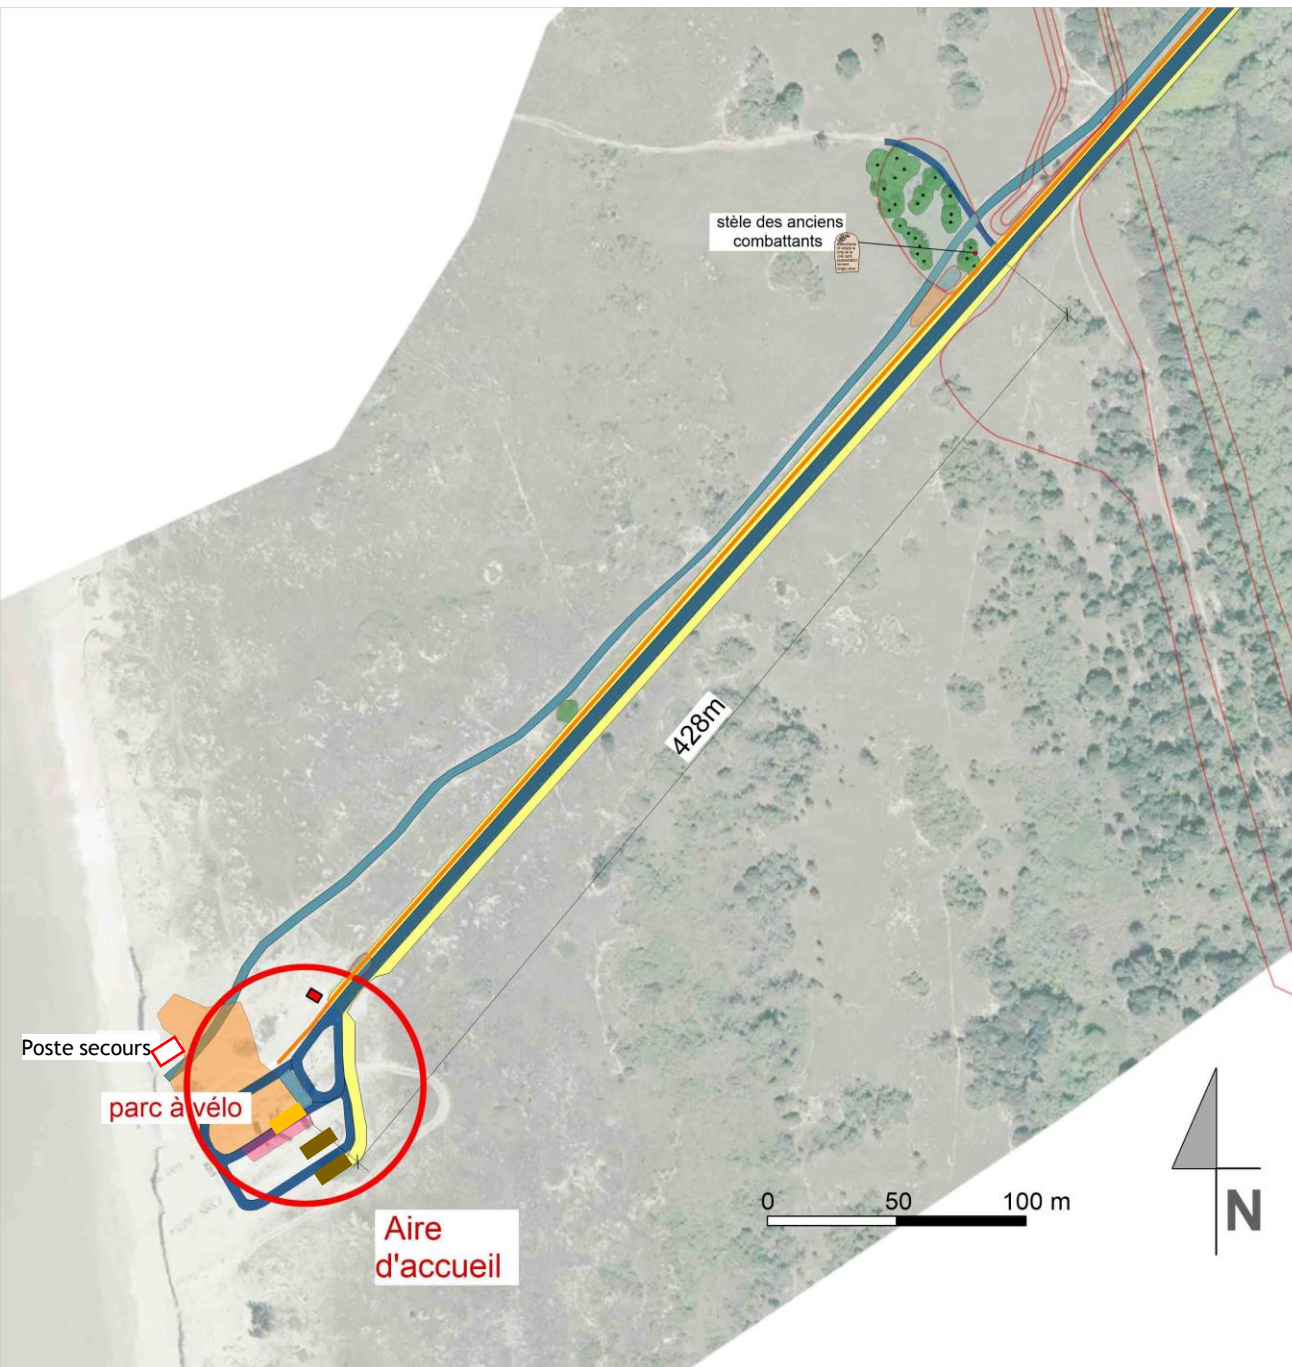 stèle des anciens
combattants
428m
Poste secours
parc à vélo
Aire
d'accueil
0 50 100 m
N